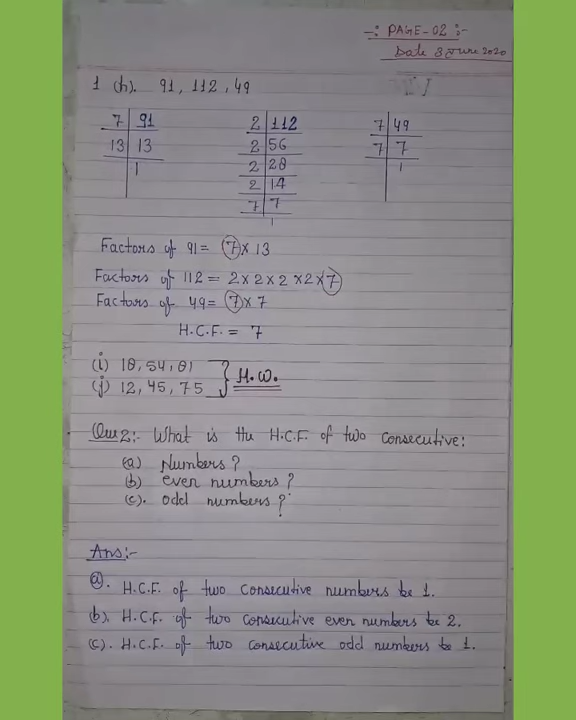 -: PAGE-02 :-
Date 3 June 2020
VI
1 (h). 91, 112, 49
7 | 91
13 | 13
1
2 | 112
2 | 56
2 | 28
2 | 14
7 | 7
1
7 | 49
7 | 7
1
Factors of 91 = 7 x 13
Factors of 112 = 2 x 2 x 2 x 2 x 7
Factors of 49 = 7 x 7
H.C.F. = 7
(i) 18, 54, 81
(j) 12, 45, 75 } H.W.
Que 2:- What is the H.C.F. of two consecutive:
(a) Numbers?
(b) even numbers?
(c). odd numbers?
Ans:-
(a). H.C.F. of two consecutive numbers be 1.
(b). H.C.F. of two consecutive even numbers be 2.
(c). H.C.F. of two consecutive odd numbers be 1.